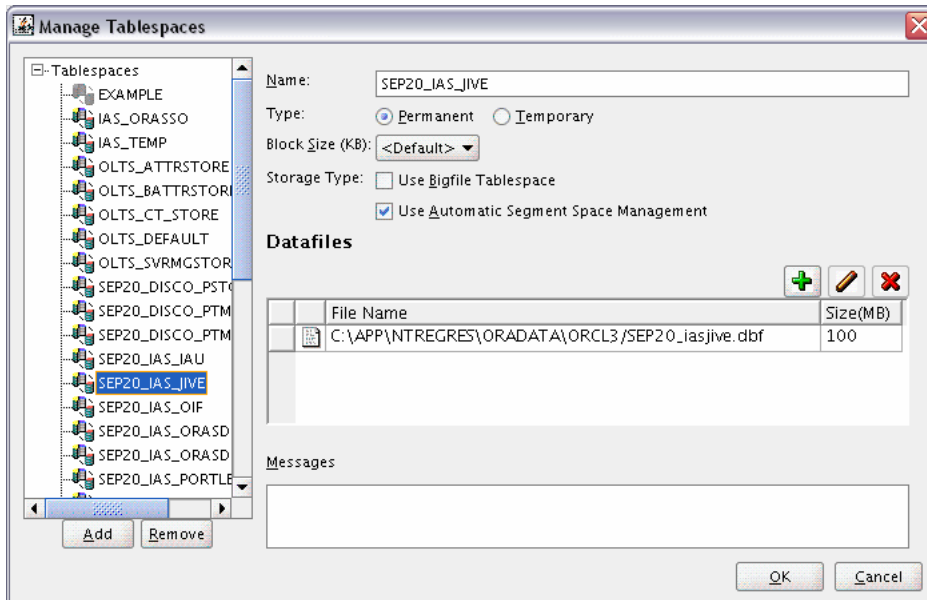 Manage Tablespaces
Tablespaces
EXAMPLE
IAS_ORASSO
IAS_TEMP
OLTS_ATTRSTORE
OLTS_BATTRSTORI
OLTS_CT_STORE
OLTS_DEFAULT
OLTS_SVRMGSTOR
SEP20_DISCO_PST
SEP20_DISCO_PTM
SEP20_DISCO_PTM
SEP20_IAS_IAU
SEP20_IAS_JIVE
SEP20_IAS_OIF
SEP20_IAS_ORASD
SEP20_IAS_ORASD
SEP20_IAS_PORTLE
Add Remove
Name: SEP20_IAS_JIVE
Type: Permanent Temporary
Block Size (KB): <Default>
Storage Type: Use Bigfile Tablespace
Use Automatic Segment Space Management
Datafiles
File Name Size(MB)
C:\APP\NTREGRES\ORADATA\ORCL3/SEP20_iasjive.dbf 100
Messages
OK Cancel